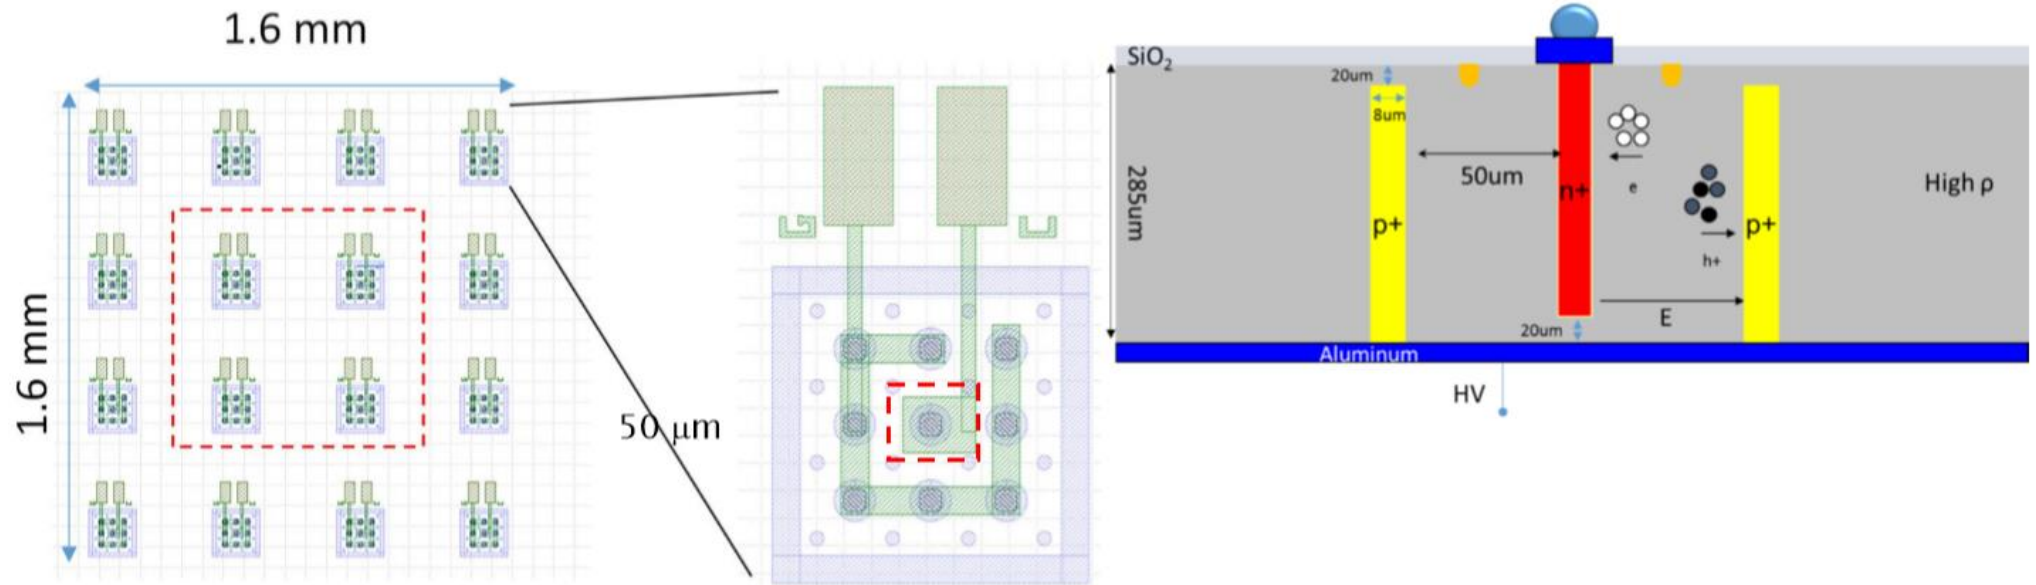 1.6 mm
1.6 mm
50 μm
SiO₂
20um
8um
285um
50um
n+
e
p+
p+
h+
High ρ
E
20um
Aluminum
HV